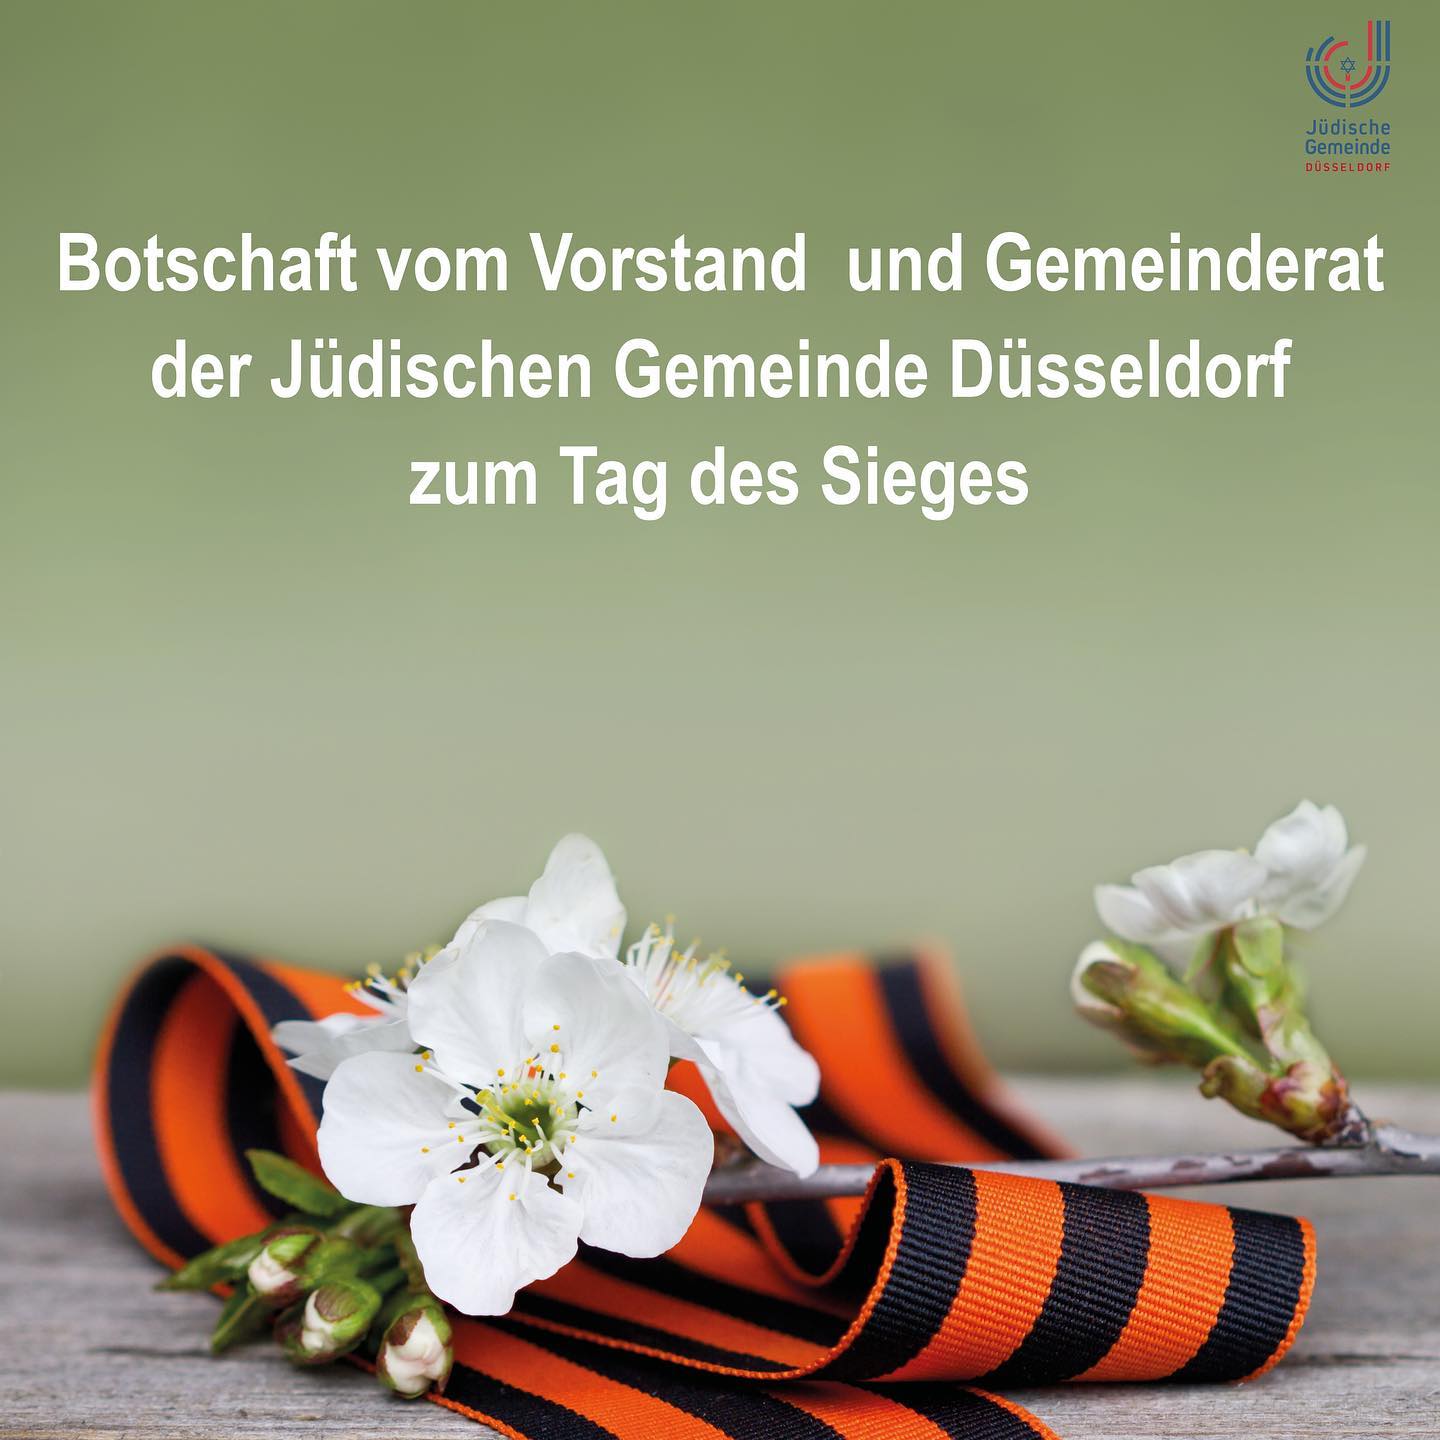 Jüdische
Gemeinde
DÜSSELDORF
Botschaft vom Vorstand  und Gemeinderat
der Jüdischen Gemeinde Düsseldorf
zum Tag des Sieges